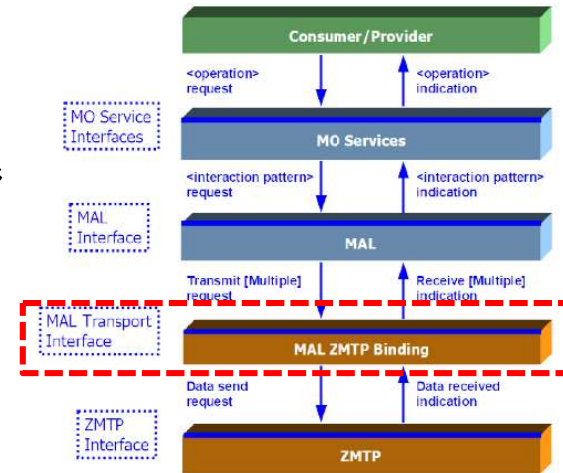 Consumer/Provider
<operation>
request
<operation>
indication
MO Service
Interfaces
MO Services
<interaction pattern>
request
<interaction pattern>
indication
MAL
Interface
MAL
Transmit [Multiple]
request
Receive [Multiple]
indication
MAL Transport
Interface
MAL ZMTP Binding
Data send
request
Data received
indication
ZMTP
Interface
ZMTP